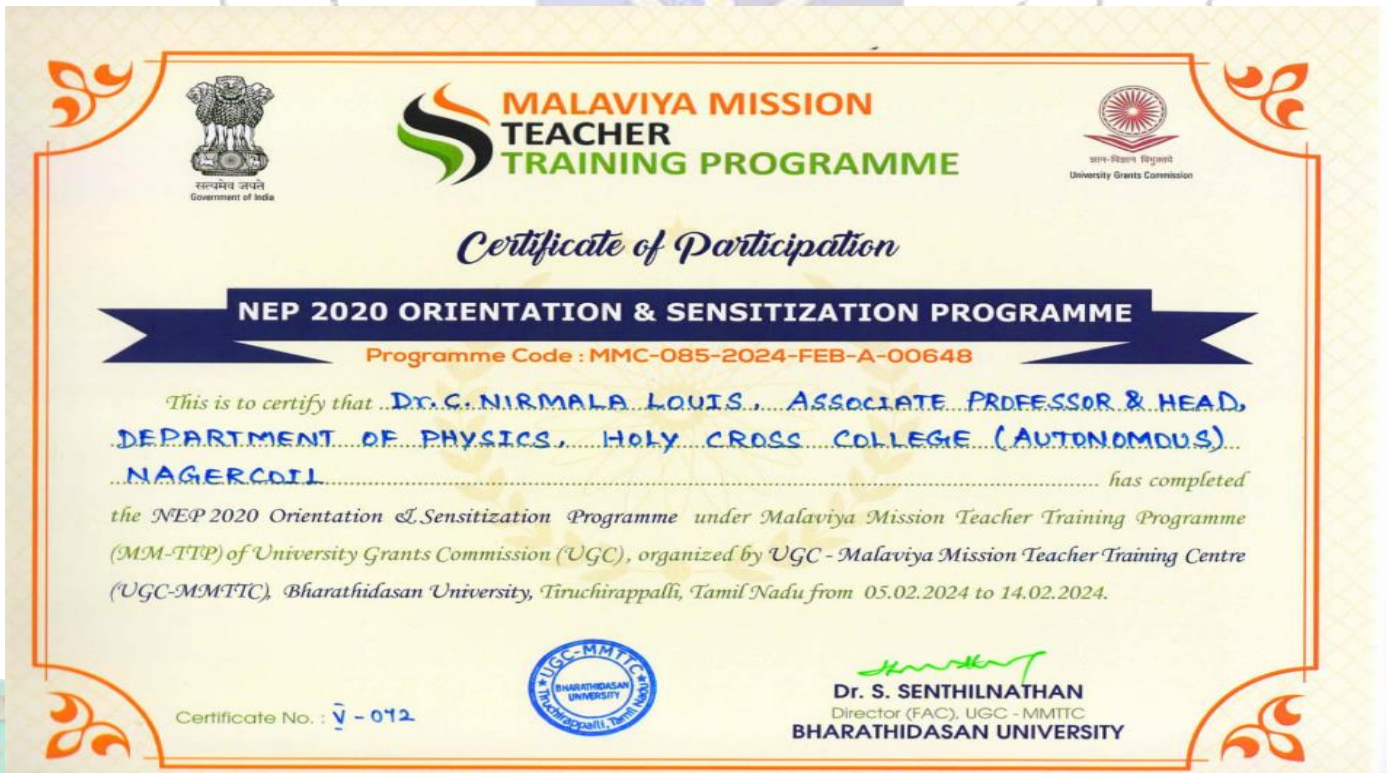 सत्यमेव जयते
Government of India
MALAVIYA MISSION
TEACHER
TRAINING PROGRAMME
ज्ञान-विज्ञान विमुक्तये
University Grants Commission
Certificate of Participation
NEP 2020 ORIENTATION & SENSITIZATION PROGRAMME
Programme Code : MMC-085-2024-FEB-A-00648
This is to certify that Dr. C. NIRMALA LOUIS, ASSOCIATE PROFESSOR & HEAD,
DEPARTMENT OF PHYSICS, HOLY CROSS COLLEGE (AUTONOMOUS)
NAGERCOIL has completed
the NEP 2020 Orientation & Sensitization Programme under Malaviya Mission Teacher Training Programme
(MM-TTP) of University Grants Commission (UGC), organized by UGC - Malaviya Mission Teacher Training Centre
(UGC-MMTTC), Bharathidasan University, Tiruchirappalli, Tamil Nadu from 05.02.2024 to 14.02.2024.
UGC-MMTTC
BHARATHIDASAN
UNIVERSITY
Tiruchirappalli, Tamil Nadu
Dr. S. SENTHILNATHAN
Director (FAC), UGC - MMTTC
BHARATHIDASAN UNIVERSITY
Certificate No. : V - 072